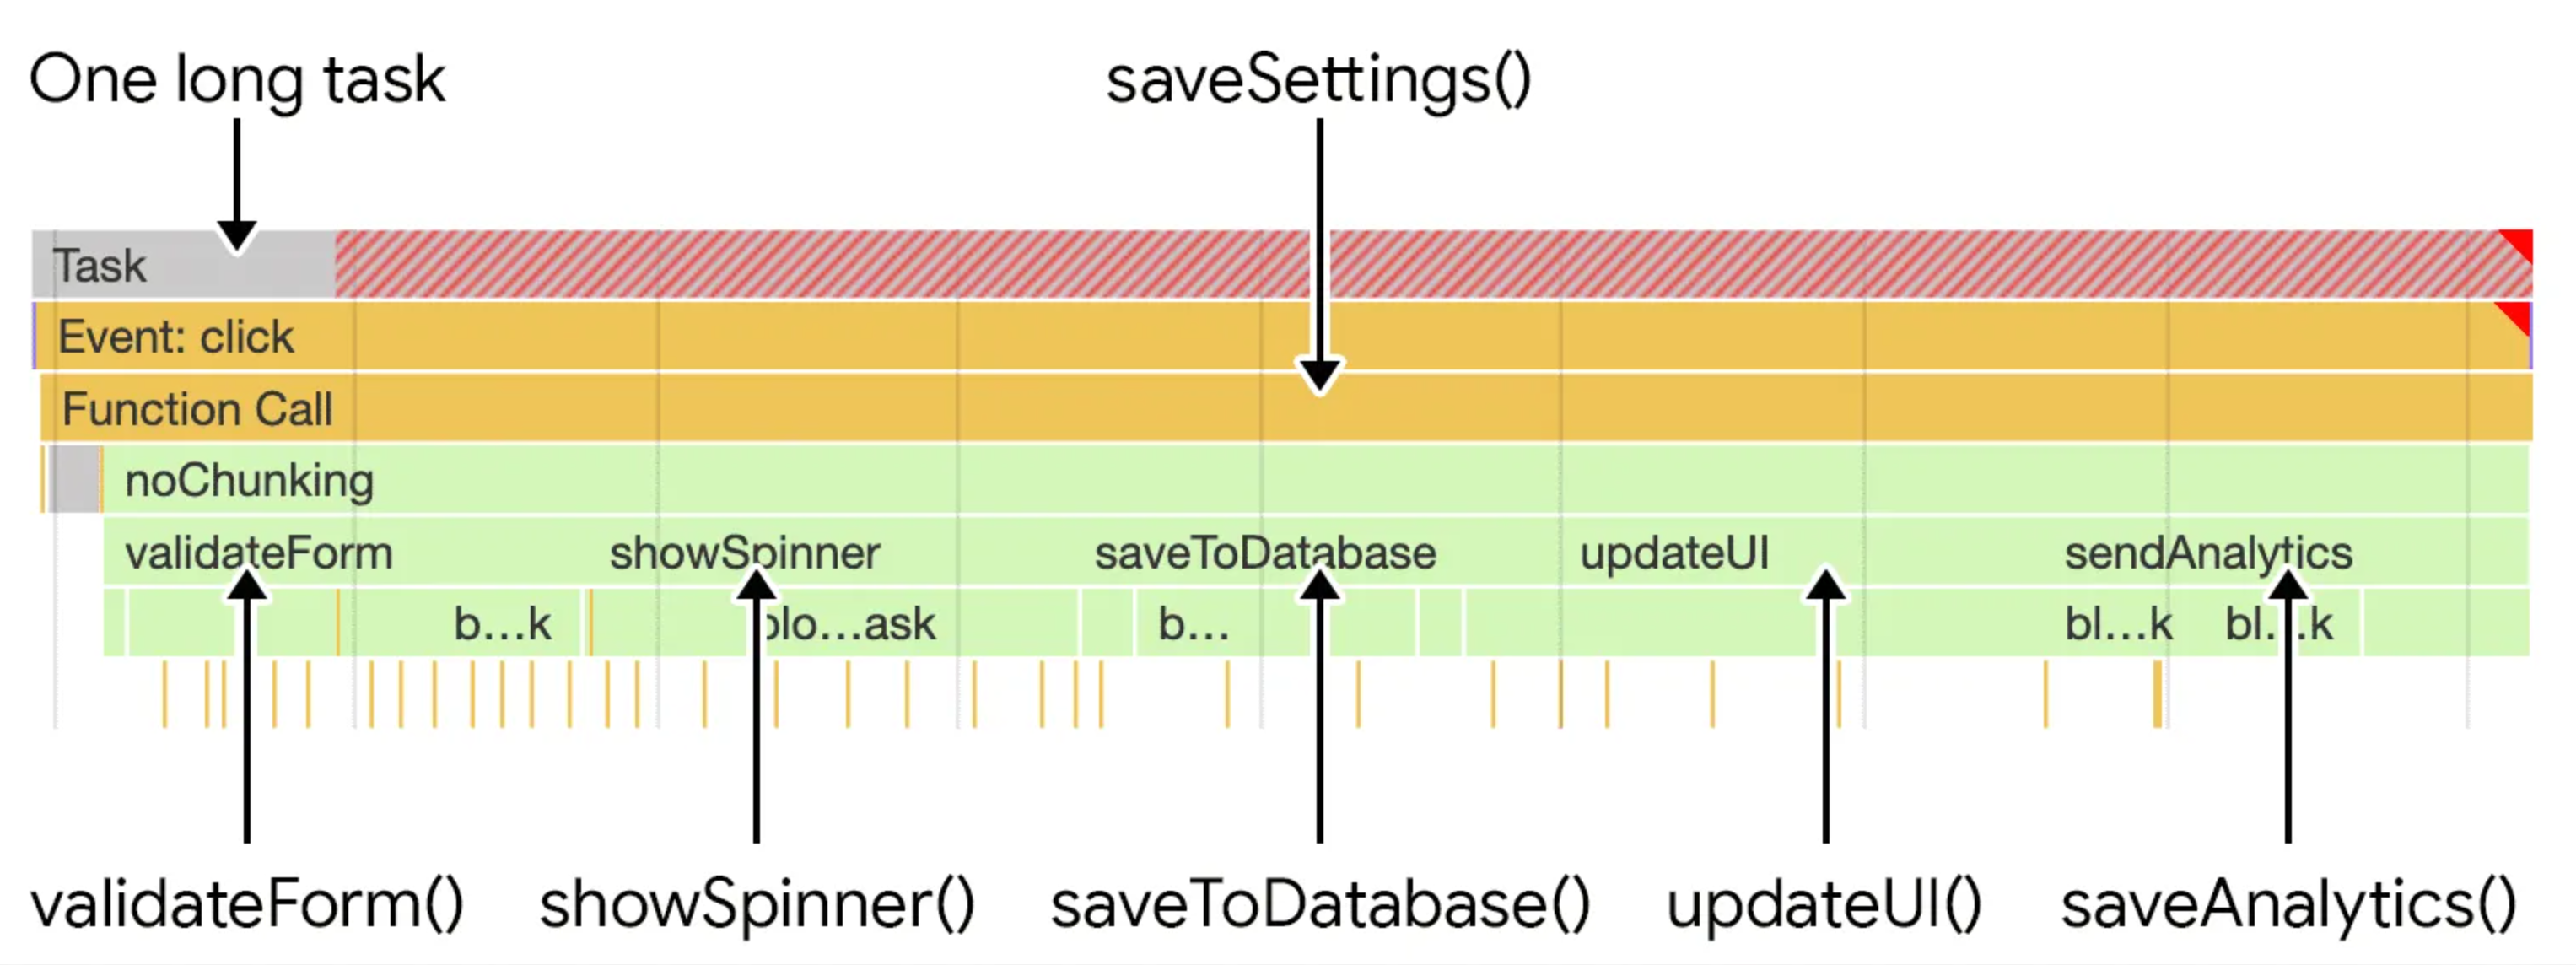 One long task
saveSettings()
Task
Event: click
Function Call
noChunking
validateForm showSpinner saveToDatabase updateUI sendAnalytics
b...k blo...ask b... bl...k bl...k
validateForm() showSpinner() saveToDatabase() updateUI() saveAnalytics()